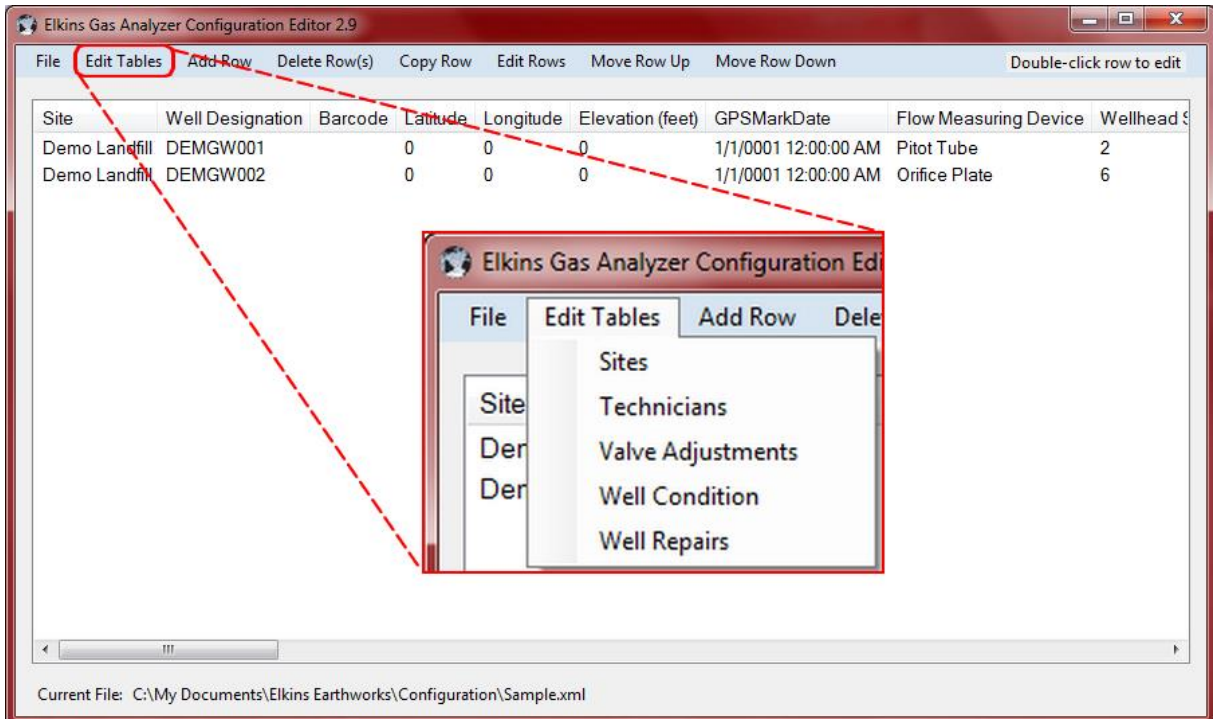 Elkins Gas Analyzer Configuration Editor 2.9
File Edit Tables Add Row Delete Row(s) Copy Row Edit Rows Move Row Up Move Row Down Double-click row to edit
Site Well Designation Barcode Latitude Longitude Elevation (feet) GPSMarkDate Flow Measuring Device Wellhead S
Demo Landfill DEMGW001 0 0 0 1/1/0001 12:00:00 AM Pitot Tube 2
Demo Landfill DEMGW002 0 0 0 1/1/0001 12:00:00 AM Orifice Plate 6
Elkins Gas Analyzer Configuration Edi
File Edit Tables Add Row Dele
Sites
Site
Technicians
Der
Valve Adjustments
Der
Well Condition
Well Repairs
Current File: C:\My Documents\Elkins Earthworks\Configuration\Sample.xml